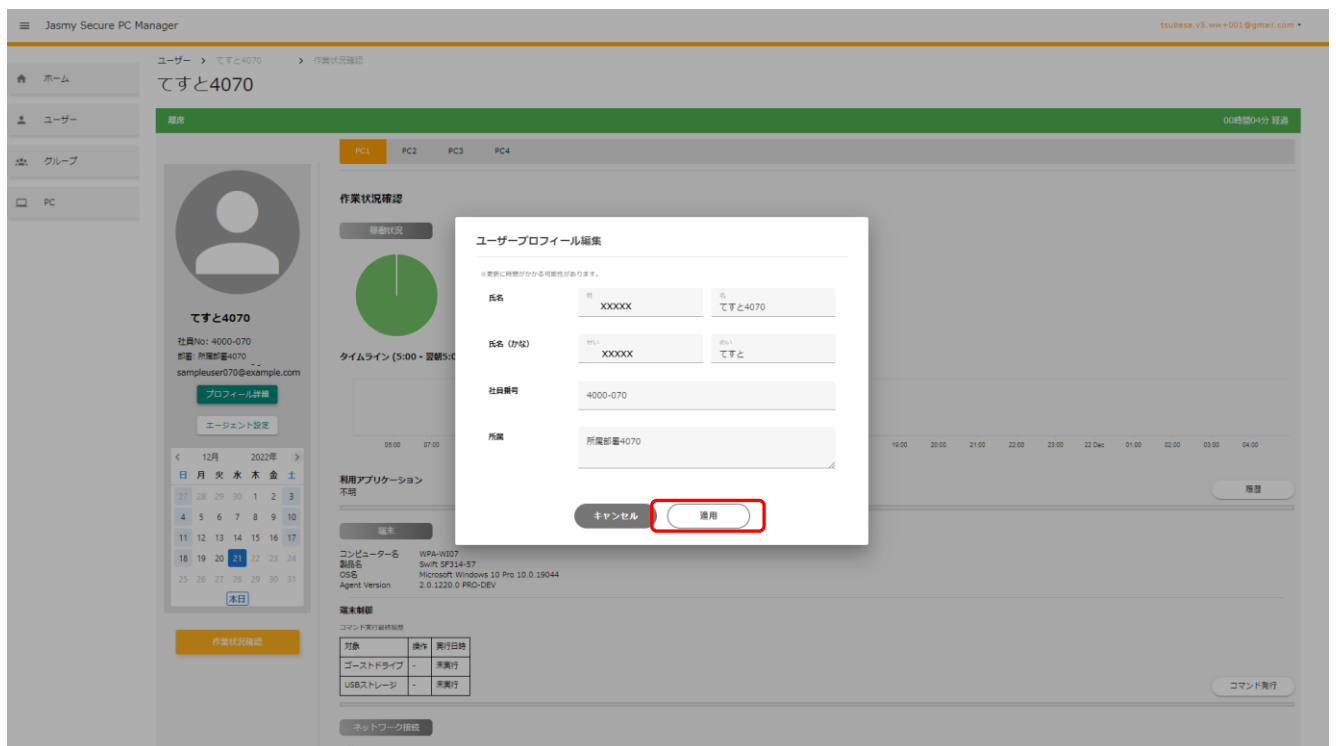 Jasmy Secure PC Manager
tsubasa.v5.ww+001@gmail.com
ユーザー > てすと4070 > 作業状況確認
てすと4070
ホーム
ユーザー
グループ
PC
離席
00時間04分 経過
PC1 PC2 PC3 PC4
作業状況確認
稼働状況
てすと4070
社員No: 4000-070
部署: 所属部署4070
sampleuser070@example.com
プロフィール詳細
エージェント設定
< 12月 2022年 >
日 月 火 水 木 金 土
27 28 29 30 1 2 3
4 5 6 7 8 9 10
11 12 13 14 15 16 17
18 19 20 21 22 23 24
25 26 27 28 29 30 31
本日
作業状況確認
タイムライン (5:00 - 翌朝5:0
06:00 07:00 19:00 20:00 21:00 22:00 23:00 22 Dec 01:00 02:00 03:00 04:00
利用アプリケーション
不明
履歴
端末
コンピューター名 WPA-WI07
製品名 Swift SF314-57
OS名 Microsoft Windows 10 Pro 10.0.19044
Agent Version 2.0.1220.0 PRO-DEV
端末制御
コマンド実行最終履歴
対象 操作 実行日時
ゴーストドライブ - 未実行
USBストレージ - 未実行
コマンド発行
ネットワーク接続
ユーザープロフィール編集
※更新に時間がかかる可能性があります。
氏名
姓
XXXXX
名
てすと4070
氏名 (かな)
せい
XXXXX
めい
てすと
社員番号
4000-070
所属
所属部署4070
キャンセル
適用